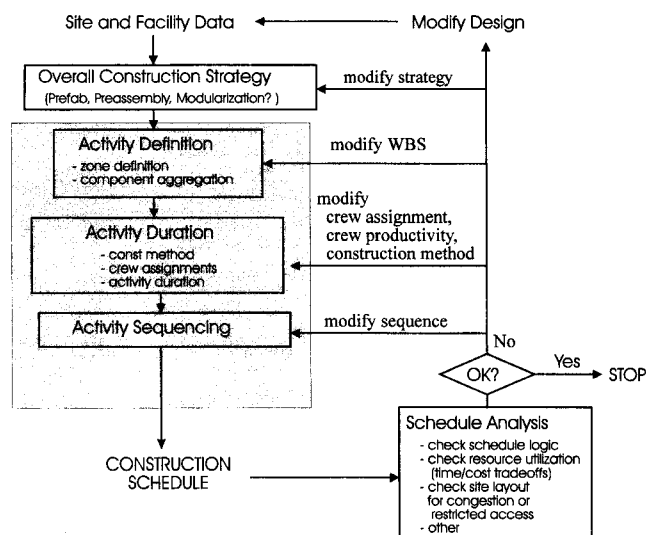 Site and Facility Data
Modify Design
Overall Construction Strategy
(Prefab, Preassembly, Modularization? )
modify strategy
Activity Definition
- zone definition
- component aggregation
modify WBS
Activity Duration
- const method
- crew assignments
- activity duration
modify
crew assignment,
crew productivity,
construction method
Activity Sequencing
modify sequence
No
OK?
Yes
STOP
CONSTRUCTION
SCHEDULE
Schedule Analysis
- check schedule logic
- check resource utilization
(time/cost tradeoffs)
- check site layout
for congestion or
restricted access
- other